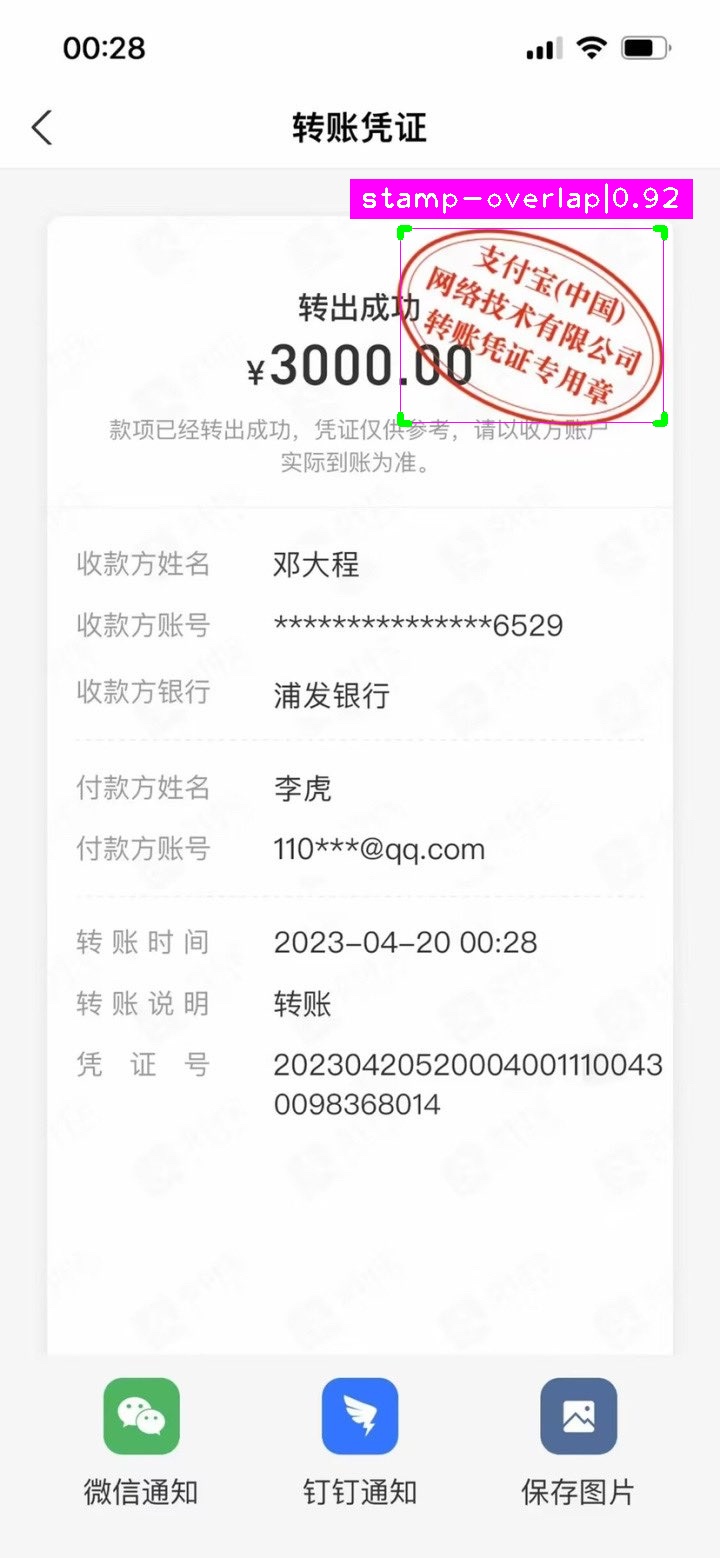 00:28
转账凭证
stamp-overlap|0.92
支付宝(中国)
网络技术有限公司
转账凭证专用章
转出成功
¥3000.00
款项已经转出成功，凭证仅供参考，请以收方账户
实际到账为准。
收款方姓名 邓大程
收款方账号 ***************6529
收款方银行 浦发银行
付款方姓名 李虎
付款方账号 110***@qq.com
转账时间 2023-04-20 00:28
转账说明 转账
凭证号 20230420520004001110043
0098368014
微信通知 钉钉通知 保存图片